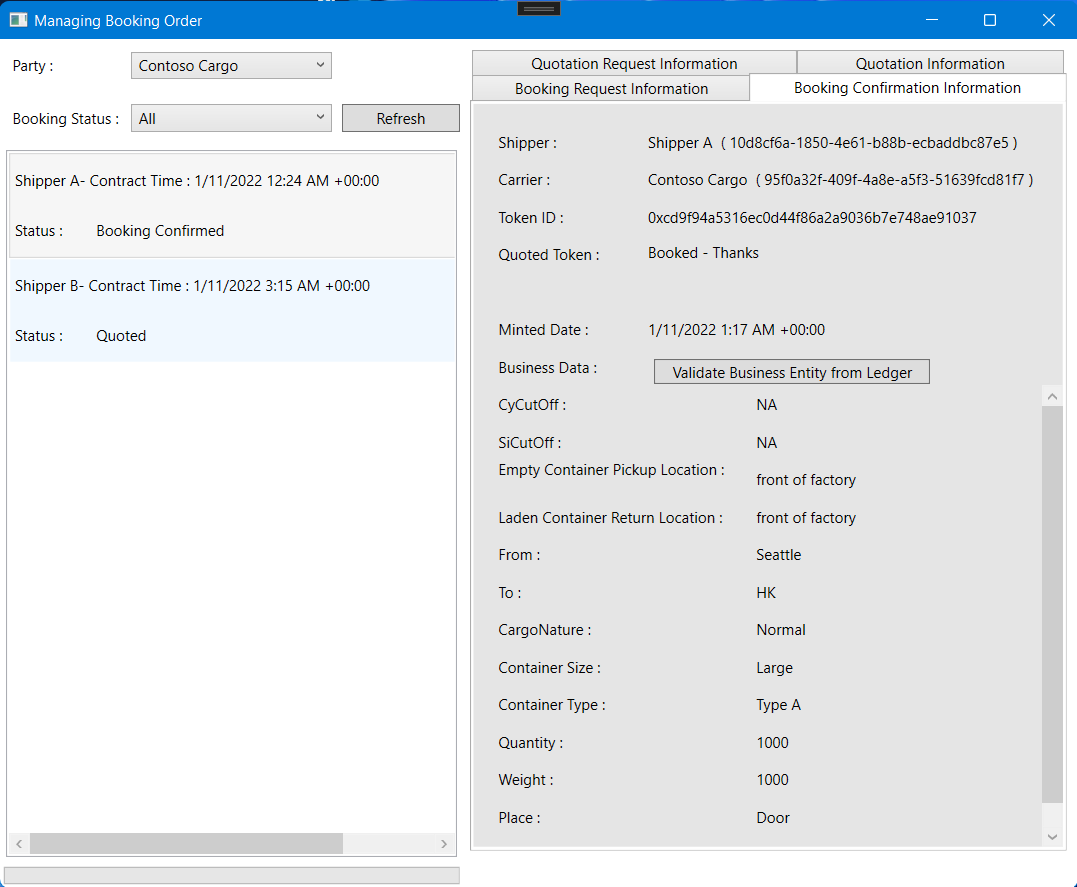 Managing Booking Order
Party :
Contoso Cargo
Booking Status :
All
Refresh
Shipper A- Contract Time : 1/11/2022 12:24 AM +00:00
Status : Booking Confirmed
Shipper B- Contract Time : 1/11/2022 3:15 AM +00:00
Status : Quoted
Quotation Request Information
Quotation Information
Booking Request Information
Booking Confirmation Information
Shipper : Shipper A ( 10d8cf6a-1850-4e61-b88b-ecbaddbc87e5 )
Carrier : Contoso Cargo ( 95f0a32f-409f-4a8e-a5f3-51639fcd81f7 )
Token ID : 0xcd9f94a5316ec0d44f86a2a9036b7e748ae91037
Quoted Token : Booked - Thanks
Minted Date : 1/11/2022 1:17 AM +00:00
Business Data : Validate Business Entity from Ledger
CyCutOff : NA
SiCutOff : NA
Empty Container Pickup Location : front of factory
Laden Container Return Location : front of factory
From : Seattle
To : HK
CargoNature : Normal
Container Size : Large
Container Type : Type A
Quantity : 1000
Weight : 1000
Place : Door